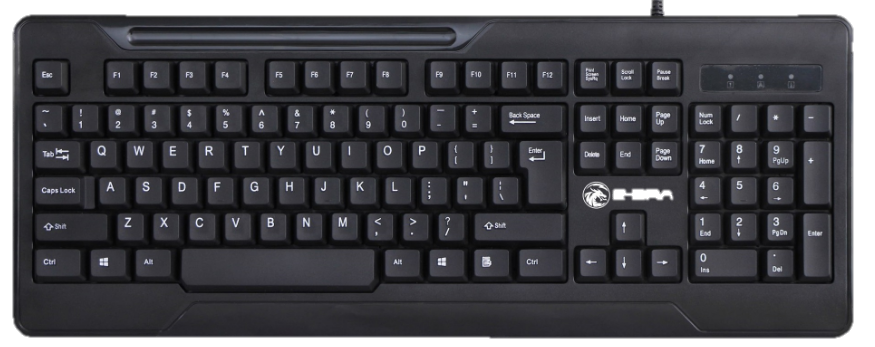 Esc F1 F2 F3 F4 F5 F6 F7 F8 F9 F10 F11 F12 Print Screen SysRq Scroll Lock Pause Break
~ ` ! 1 @ 2 # 3 $ 4 % 5 ^ 6 & 7 * 8 ( 9 ) 0 _ - + = Back Space Insert Home Page Up Num Lock / * -
Tab Q W E R T Y U I O P { [ } ] Enter Delete End Page Down 7 Home 8 ↑ 9 PgUp +
Caps Lock A S D F G H J K L : ; " ' | \ 4 ← 5 6 →
Shift Z X C V B N M < , > . ? / Shift ↑ 1 End 2 ↓ 3 PgDn Enter
Ctrl Alt Alt Ctrl ← ↓ → 0 Ins . Del